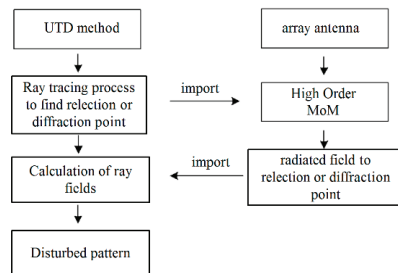 UTD method
array antenna
Ray tracing process
to find relection or
diffraction point
import
High Order
MoM
Calculation of ray
fields
import
radiated field to
relection or diffraction
point
Disturbed pattern